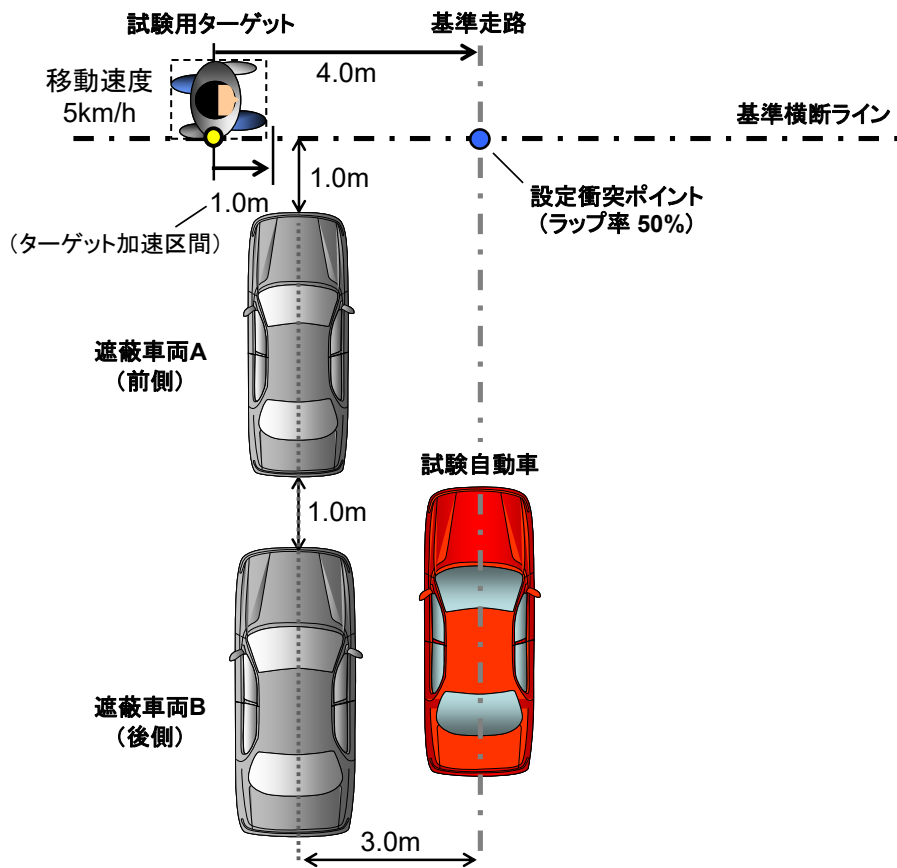 試験用ターゲット
基準走路
4.0m
移動速度
5km/h
基準横断ライン
1.0m
1.0m
設定衝突ポイント
(ラップ率 50%)
(ターゲット加速区間)
遮蔽車両A
(前側)
試験自動車
1.0m
遮蔽車両B
(後側)
3.0m